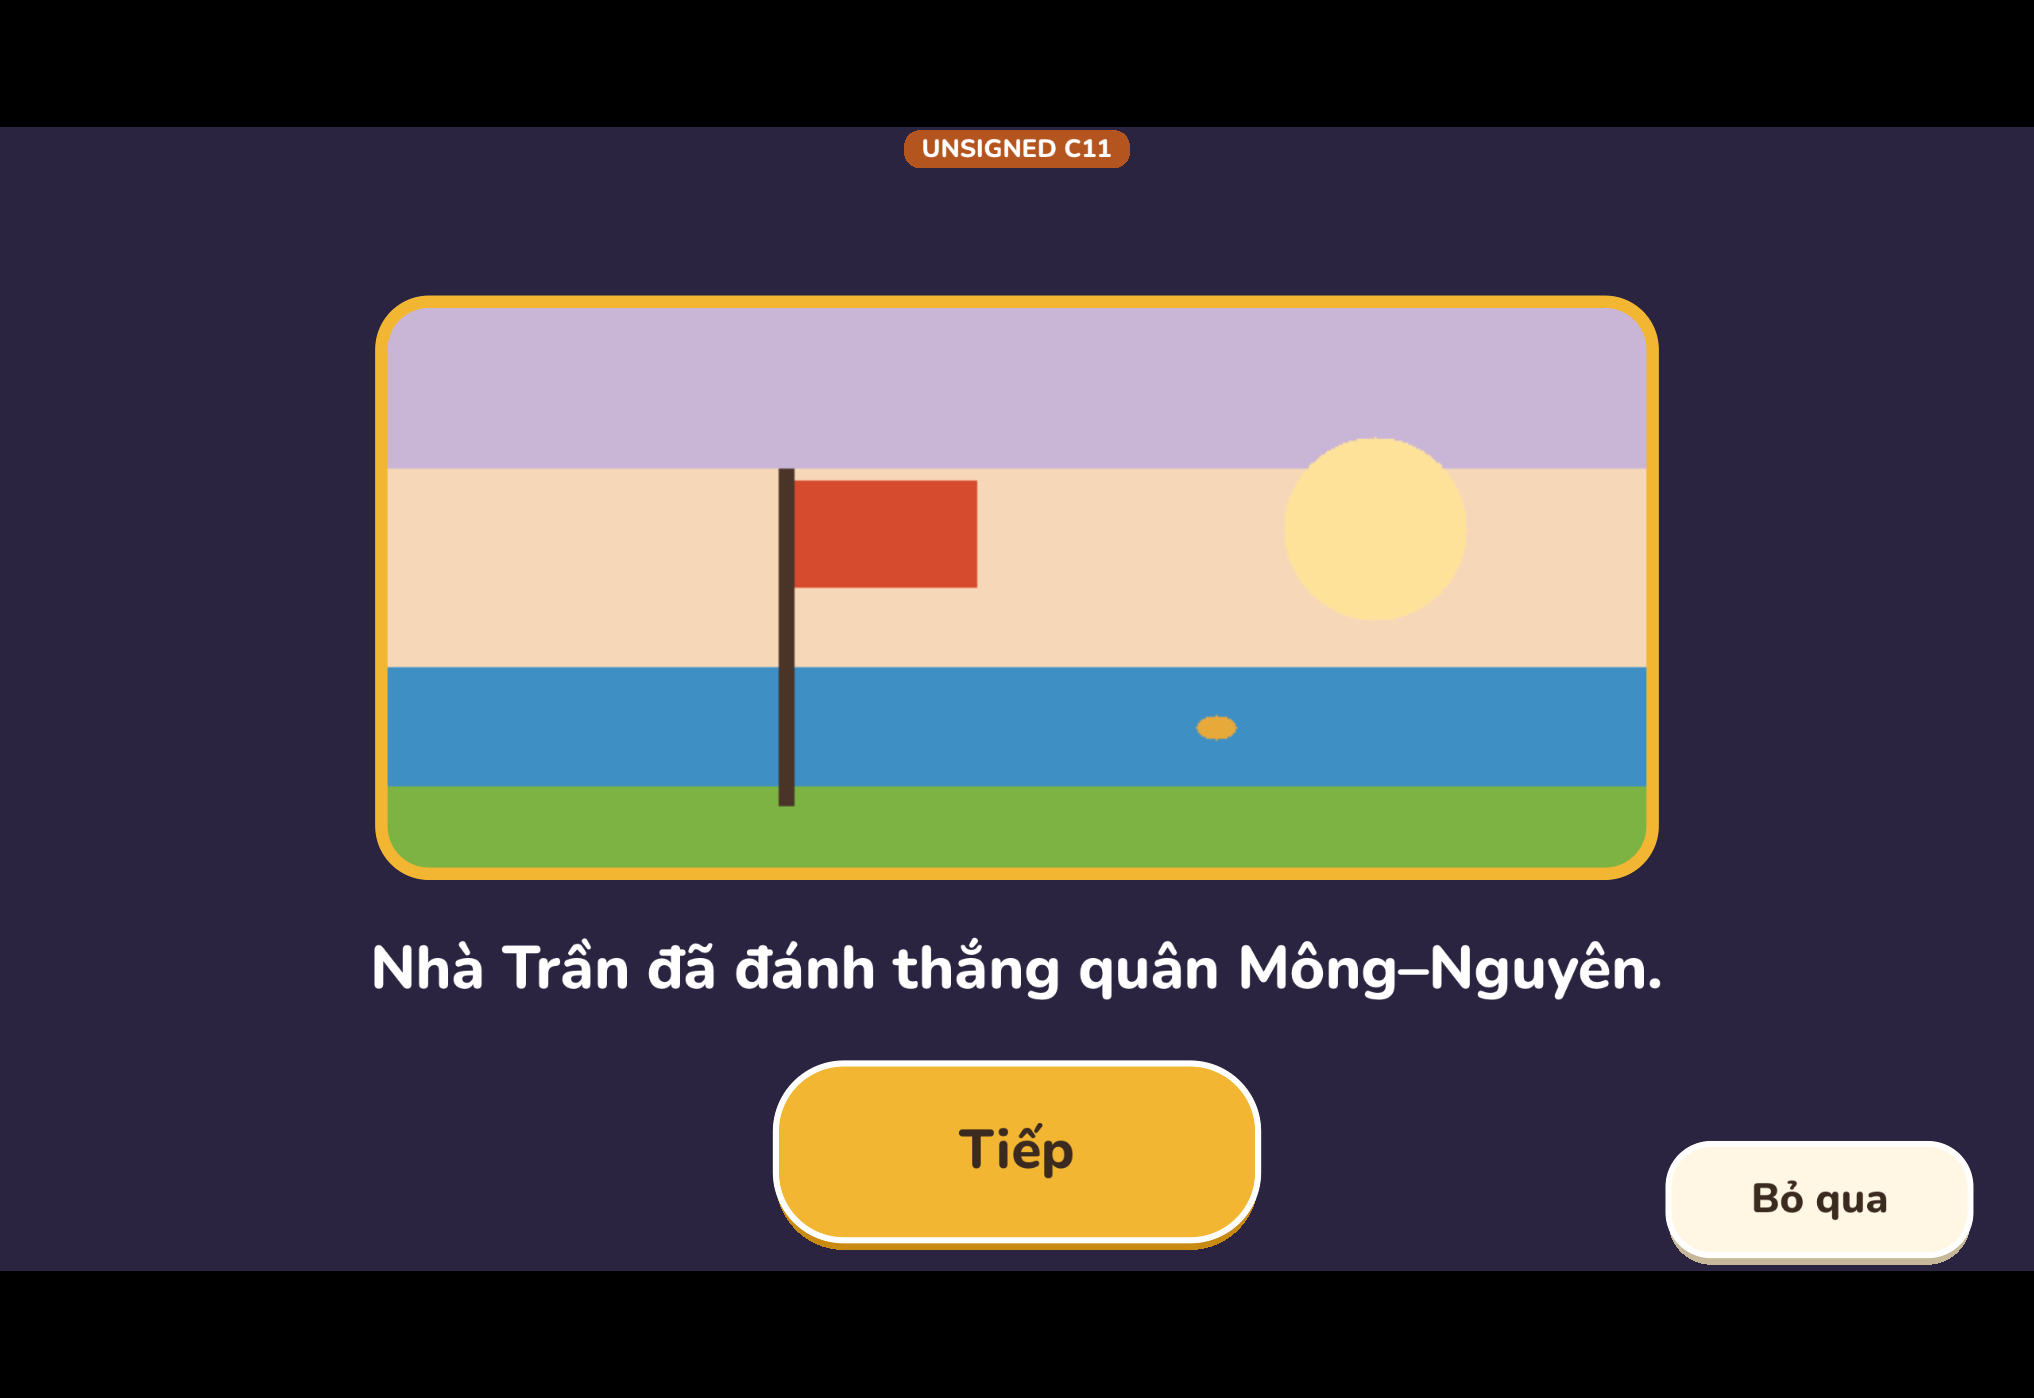 UNSIGNED C11
Nhà Trần đã đánh thắng quân Mông–Nguyên.
Tiếp
Bỏ qua